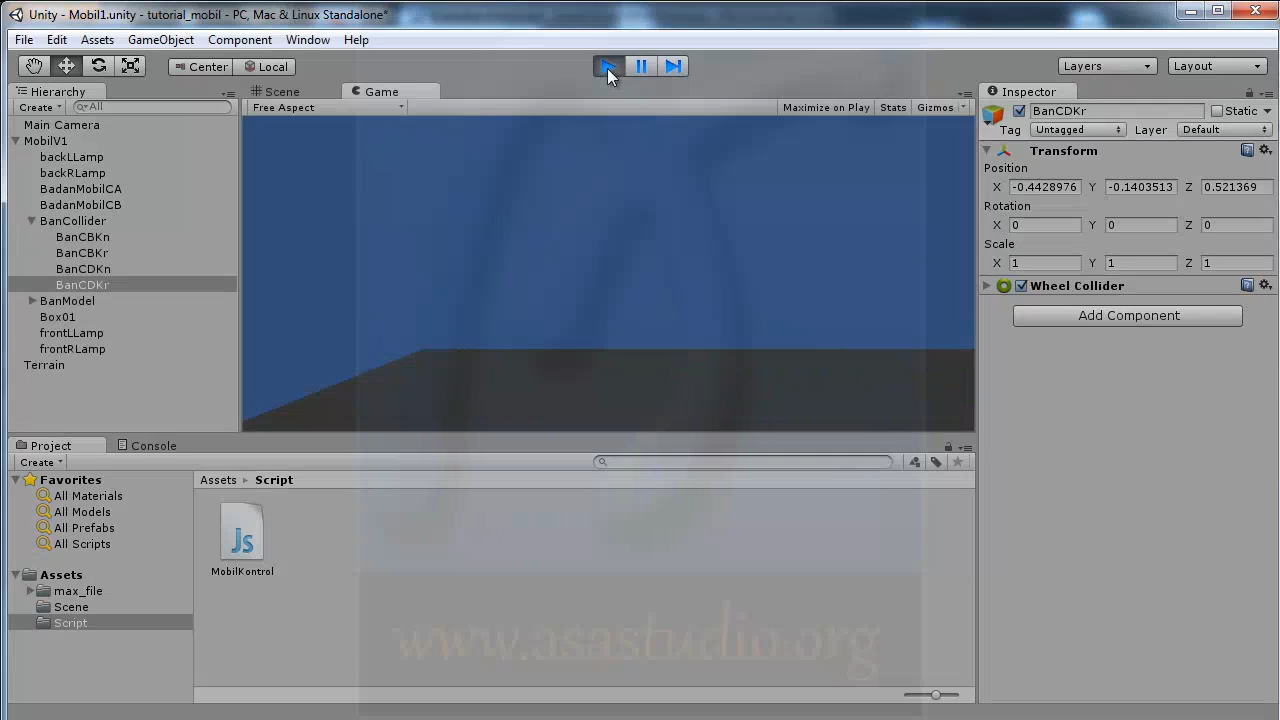 Unity - Mobil1.unity - tutorial_mobil - PC, Mac & Linux Standalone*
File Edit Assets GameObject Component Window Help
Center Local Layers Layout
Hierarchy
Create All
Main Camera
MobilV1
backLLamp
backRLamp
BadanMobilCA
BadanMobilCB
BanCollider
BanCBKn
BanCBKr
BanCDKn
BanCDKr
BanModel
Box01
frontLLamp
frontRLamp
Terrain
Scene Game
Free Aspect Maximize on Play Stats Gizmos
Inspector
BanCDKr Static
Tag Untagged Layer Default
Transform
Position
X -0.4428976 Y -0.1403513 Z 0.521369
Rotation
X 0 Y 0 Z 0
Scale
X 1 Y 1 Z 1
Wheel Collider
Add Component
Project Console
Create
Favorites
All Materials
All Models
All Prefabs
All Scripts
Assets
max_file
Scene
Script
Assets Script
Js
MobilKontrol
www.asastudio.org